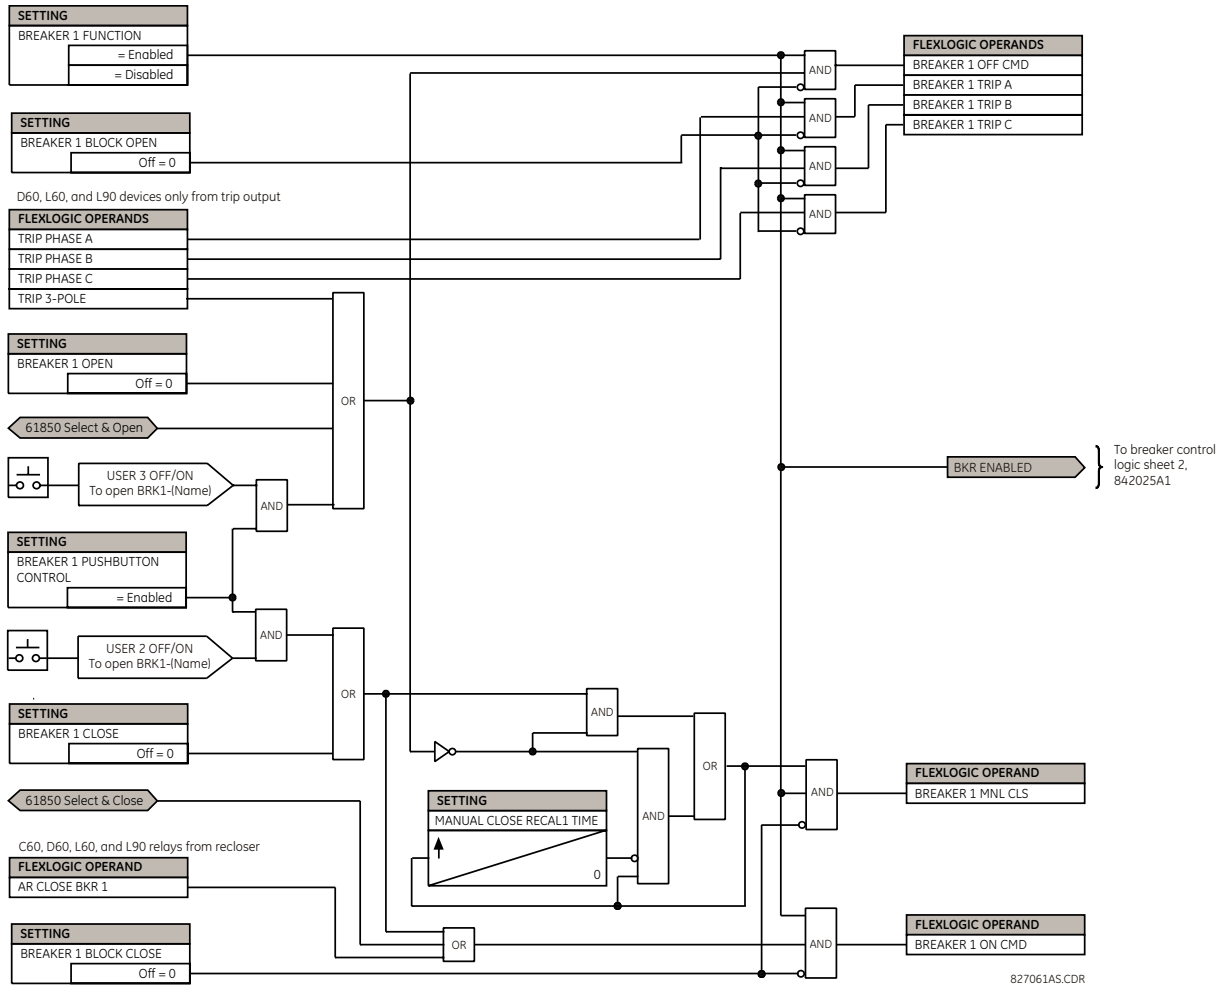 SETTING
BREAKER 1 FUNCTION
= Enabled
= Disabled
SETTING
BREAKER 1 BLOCK OPEN
Off = 0
D60, L60, and L90 devices only from trip output
FLEXLOGIC OPERANDS
TRIP PHASE A
TRIP PHASE B
TRIP PHASE C
TRIP 3-POLE
SETTING
BREAKER 1 OPEN
Off = 0
61850 Select & Open
USER 3 OFF/ON
To open BRK1-(Name)
SETTING
BREAKER 1 PUSHBUTTON
CONTROL
= Enabled
USER 2 OFF/ON
To open BRK1-(Name)
SETTING
BREAKER 1 CLOSE
Off = 0
61850 Select & Close
C60, D60, L60, and L90 relays from recloser
FLEXLOGIC OPERAND
AR CLOSE BKR 1
SETTING
BREAKER 1 BLOCK CLOSE
Off = 0
AND
AND
OR
OR
AND
AND
AND
AND
FLEXLOGIC OPERANDS
BREAKER 1 OFF CMD
BREAKER 1 TRIP A
BREAKER 1 TRIP B
BREAKER 1 TRIP C
BKR ENABLED
To breaker control
logic sheet 2,
842025A1
AND
OR
AND
SETTING
MANUAL CLOSE RECAL1 TIME
0
OR
AND
AND
FLEXLOGIC OPERAND
BREAKER 1 MNL CLS
FLEXLOGIC OPERAND
BREAKER 1 ON CMD
827061AS.CDR